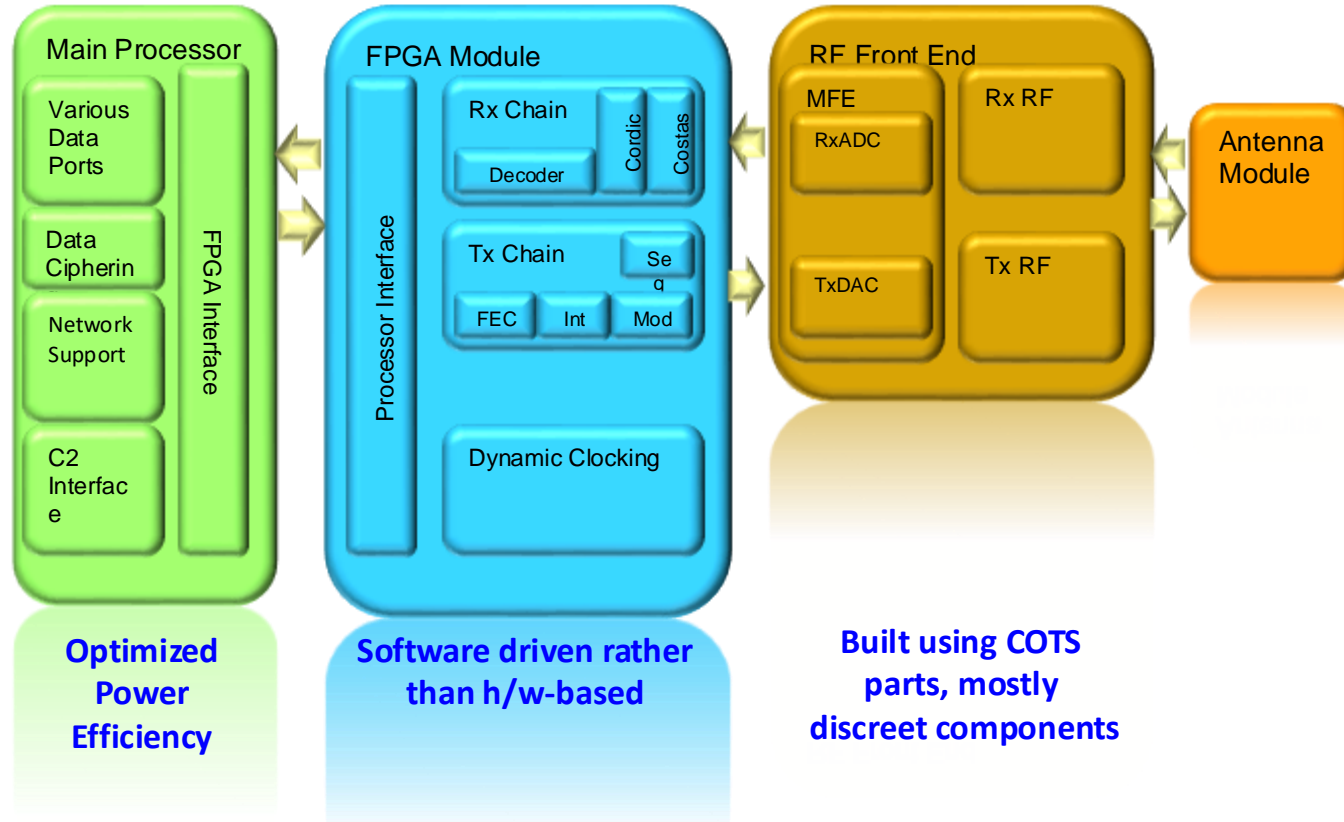 Main Processor
Various
Data
Ports
Data
Cipherin
Network
Support
C2
Interfac
e
FPGA Interface
FPGA Module
Processor Interface
Rx Chain
Decoder
Cordic
Costas
Tx Chain
Se
q
FEC
Int
Mod
Dynamic Clocking
RF Front End
MFE
RxADC
TxDAC
Rx RF
Tx RF
Antenna
Module
Optimized
Power
Efficiency
Software driven rather
than h/w-based
Built using COTS
parts, mostly
discreet components